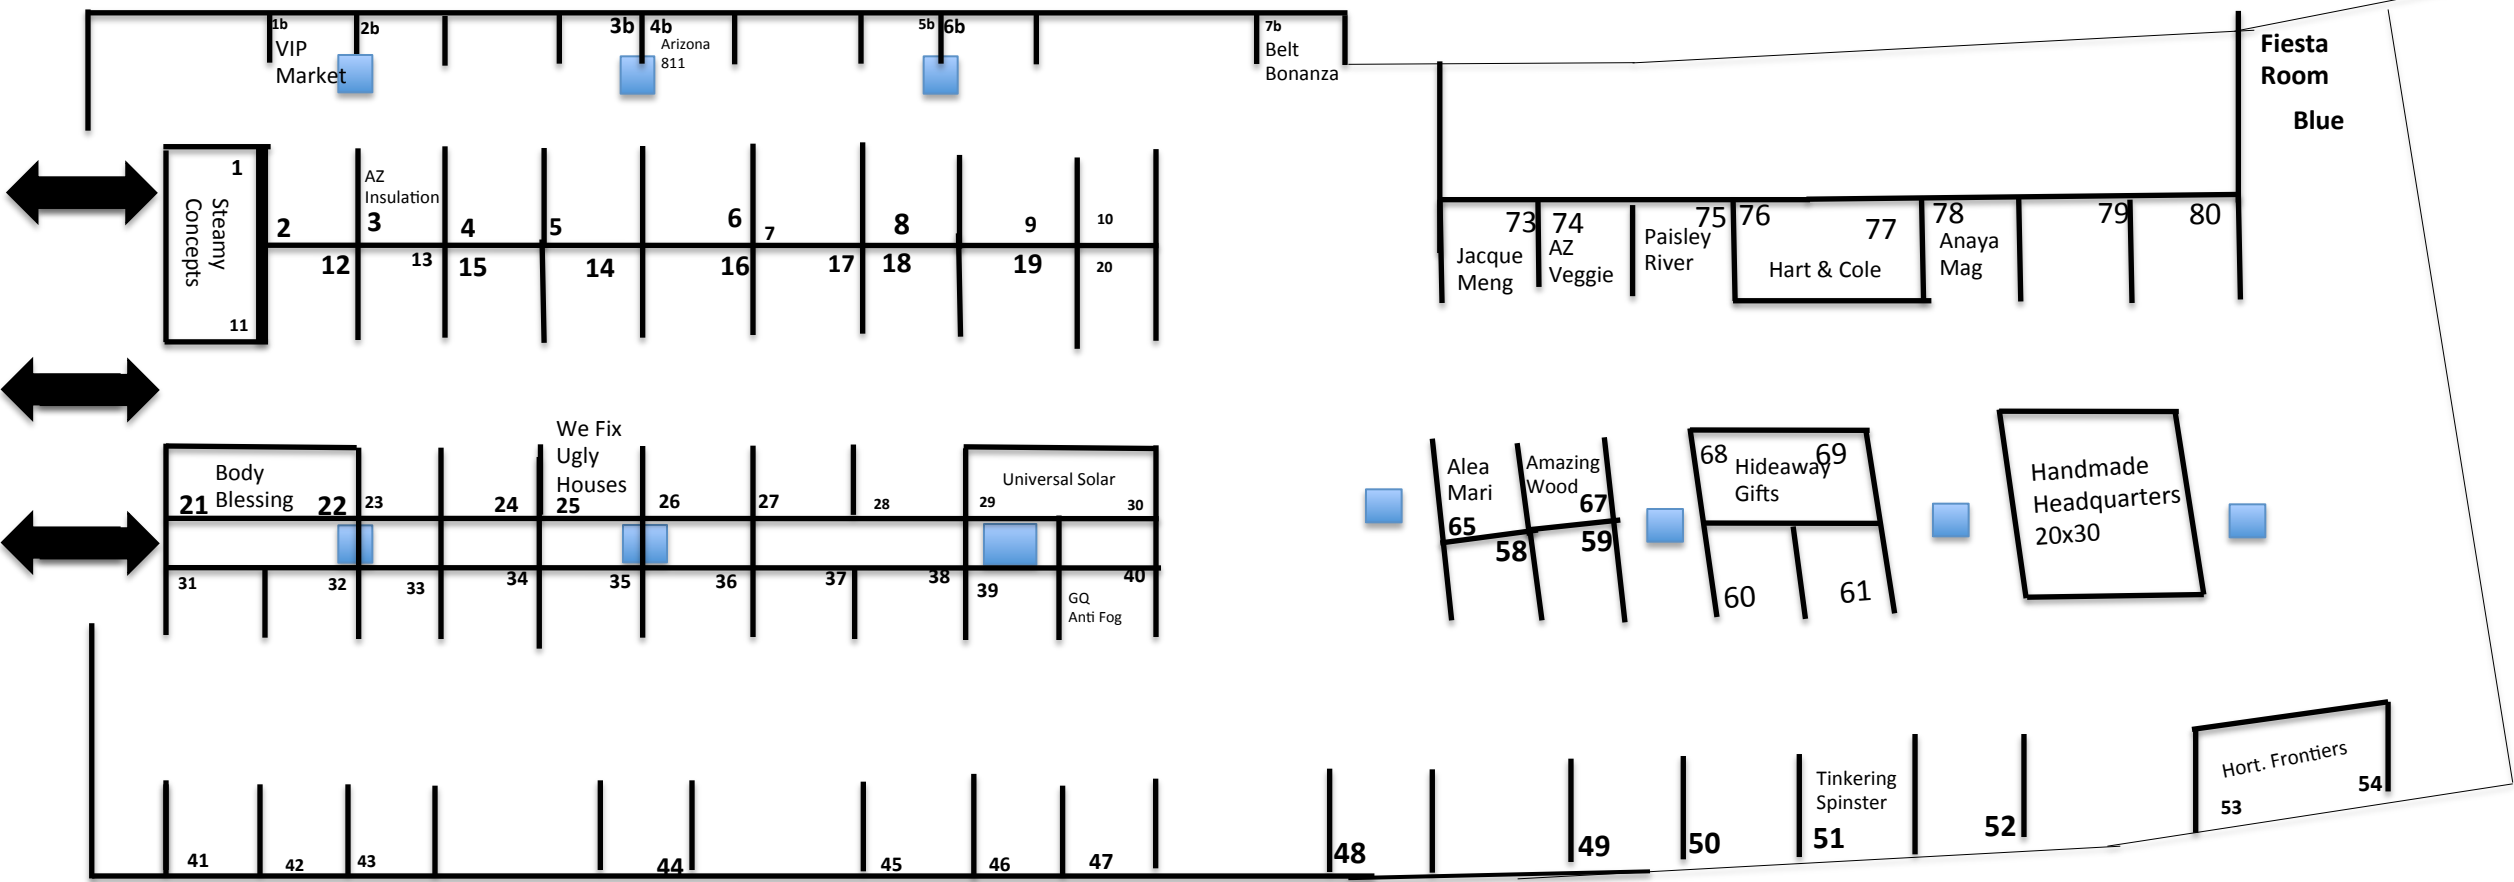 1b
VIP
Market
2b
3b
4b
Arizona
811
5b
6b
7b
Belt
Bonanza
Fiesta
Room
Blue
1
Steamy
Concepts
11
2
AZ
Insulation
3
4
5
6
7
8
9
10
12
13
15
14
16
17
18
19
20
73
Jacque
Meng
74
AZ
Veggie
75
Paisley
River
76
77
Hart & Cole
78
Anaya
Mag
79
80
Body
21 Blessing 22
23
24
We Fix
Ugly
Houses
25
26
27
28
Universal Solar
29
30
31
32
33
34
35
36
37
38
39
40
GQ
Anti Fog
Alea
Mari
65
Amazing
Wood
67
58
59
68
69
Hideaway
Gifts
60
61
Handmade
Headquarters
20x30
41
42
43
44
45
46
47
48
49
50
Tinkering
Spinster
51
52
Hort. Frontiers
53
54